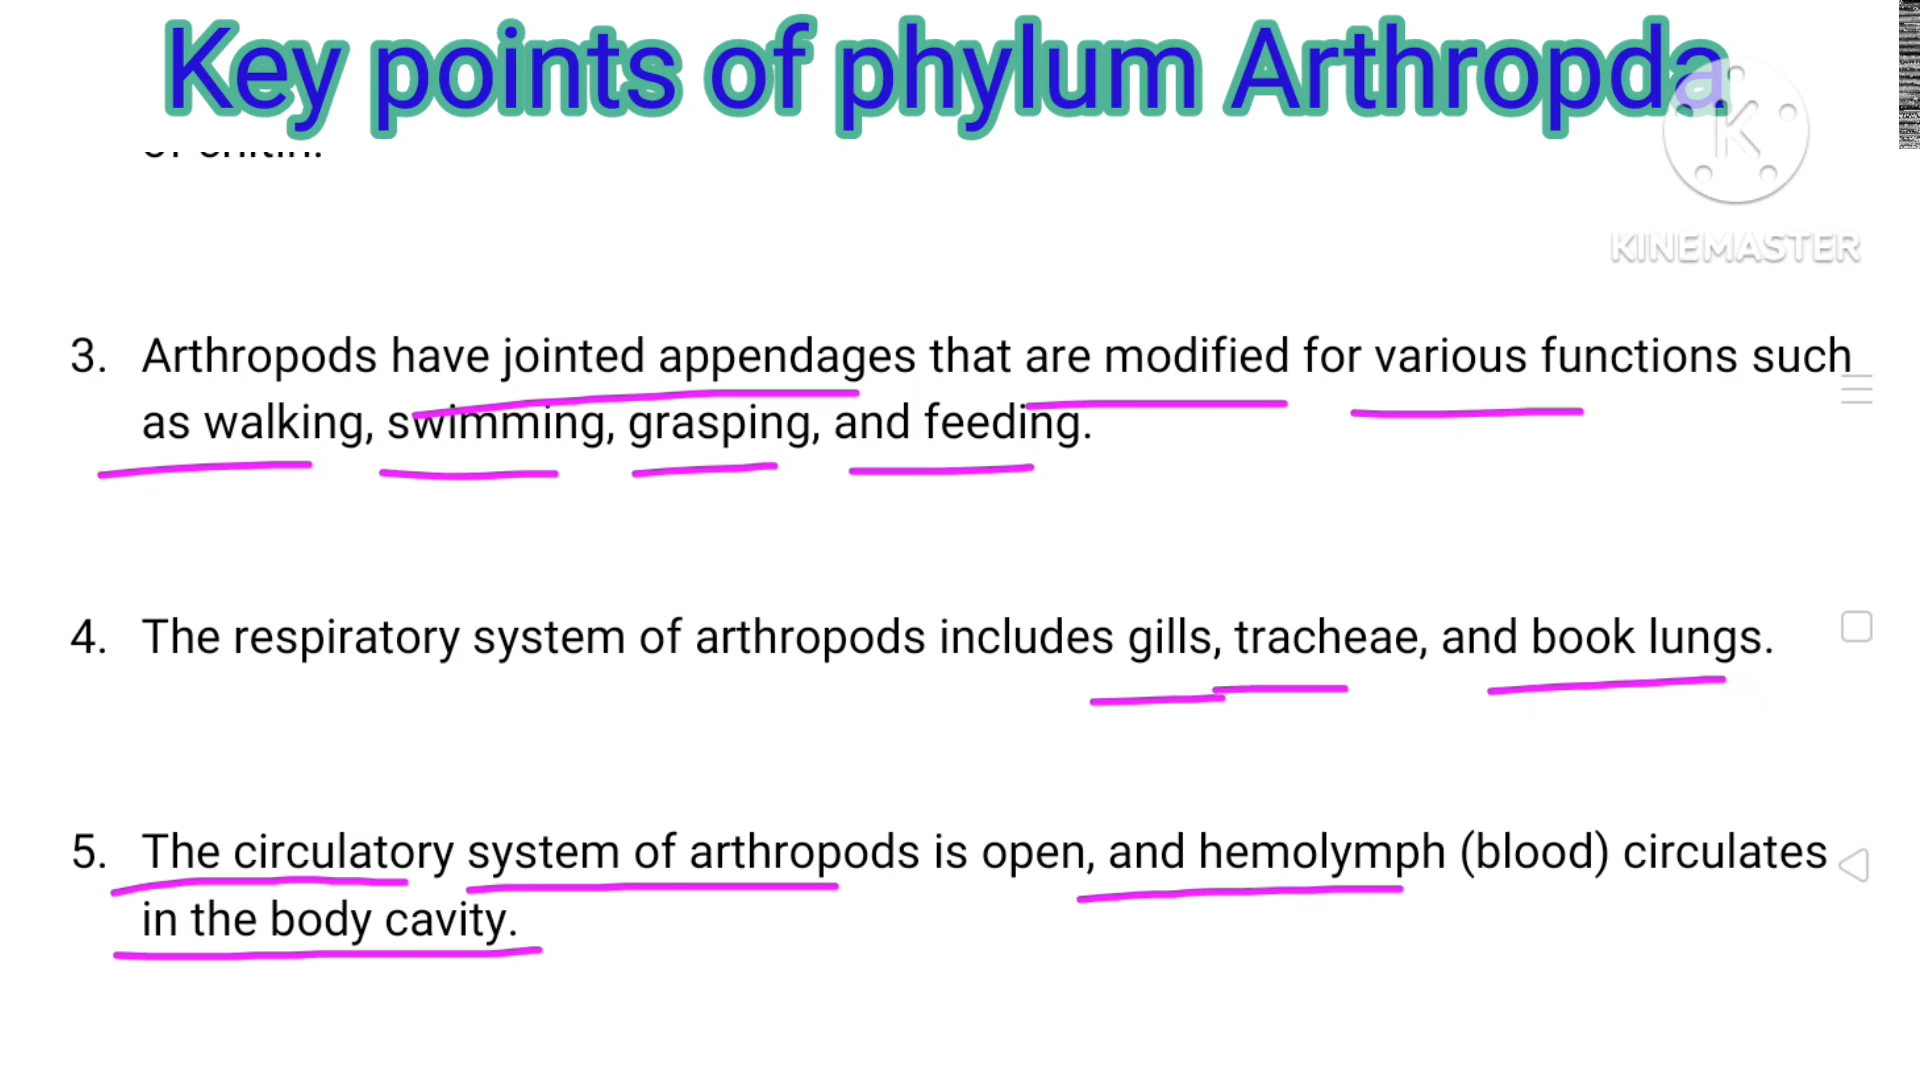 Key points of phylum Arthropda
of chitin.
KINEMASTER
3. Arthropods have jointed appendages that are modified for various functions such
as walking, swimming, grasping, and feeding.
4. The respiratory system of arthropods includes gills, tracheae, and book lungs.
5. The circulatory system of arthropods is open, and hemolymph (blood) circulates
in the body cavity.